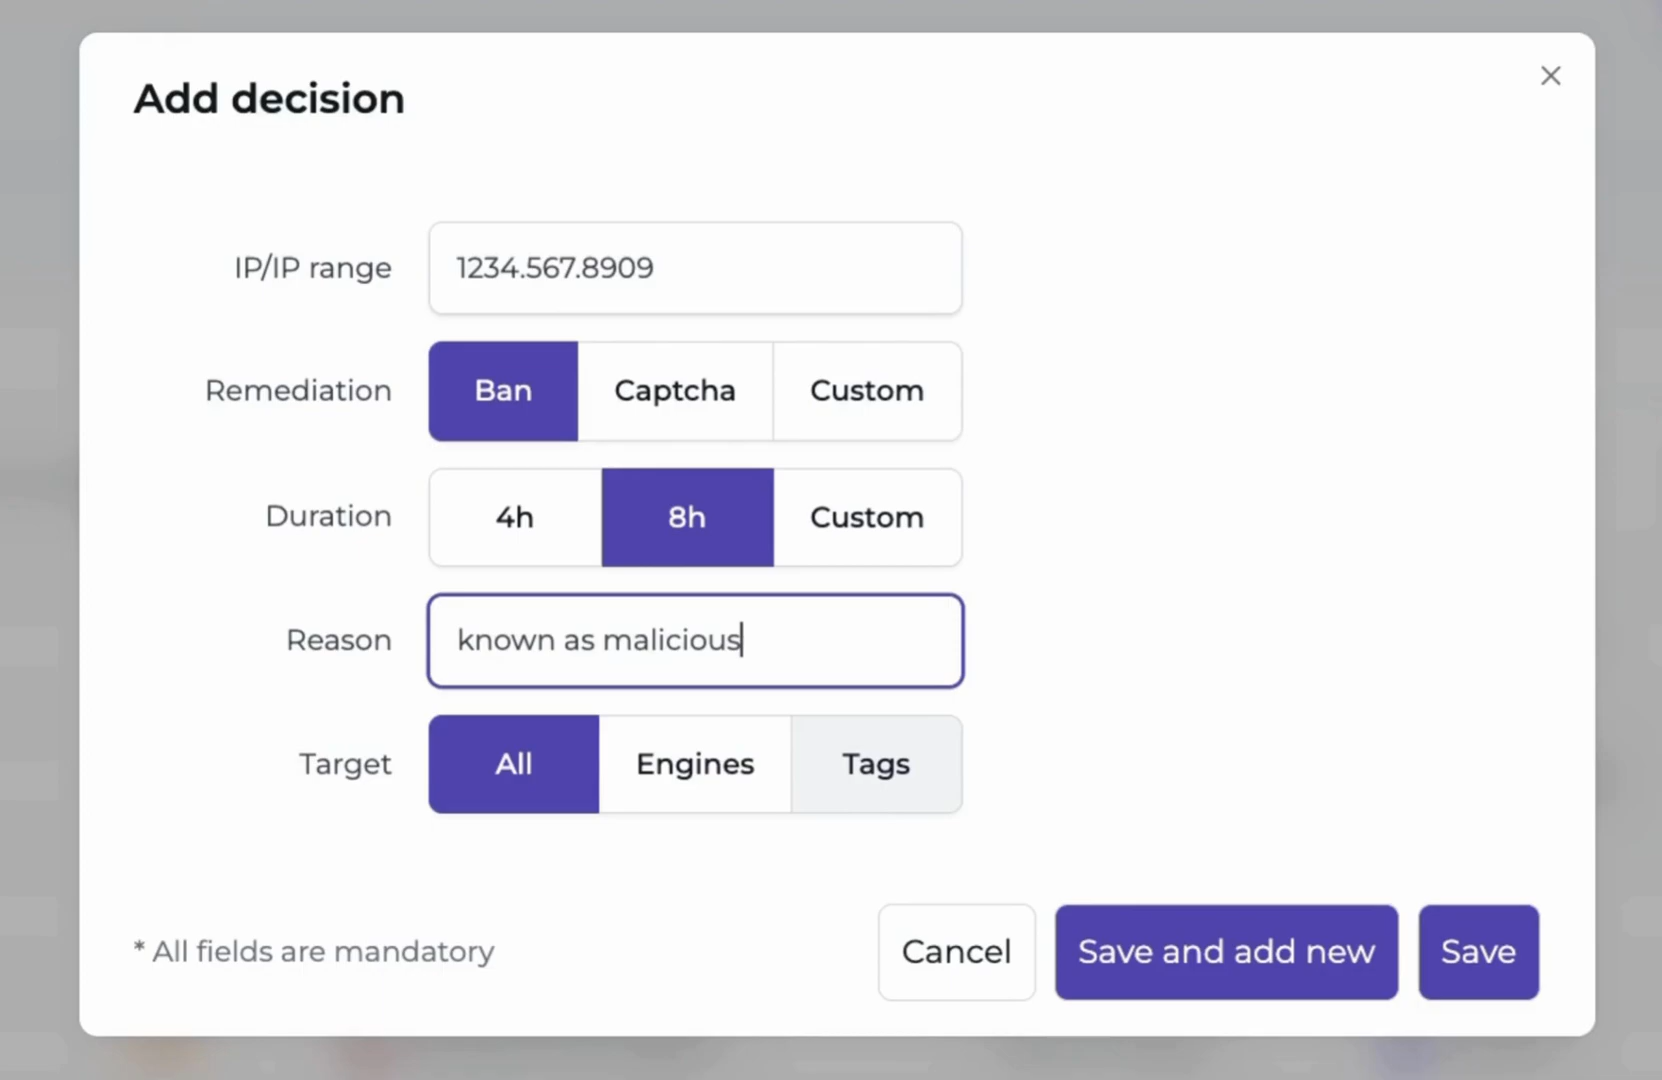 Add decision
IP/IP range
1234.567.8909
Remediation
Ban
Captcha
Custom
Duration
4h
8h
Custom
Reason
known as malicious
Target
All
Engines
Tags
* All fields are mandatory
Cancel
Save and add new
Save